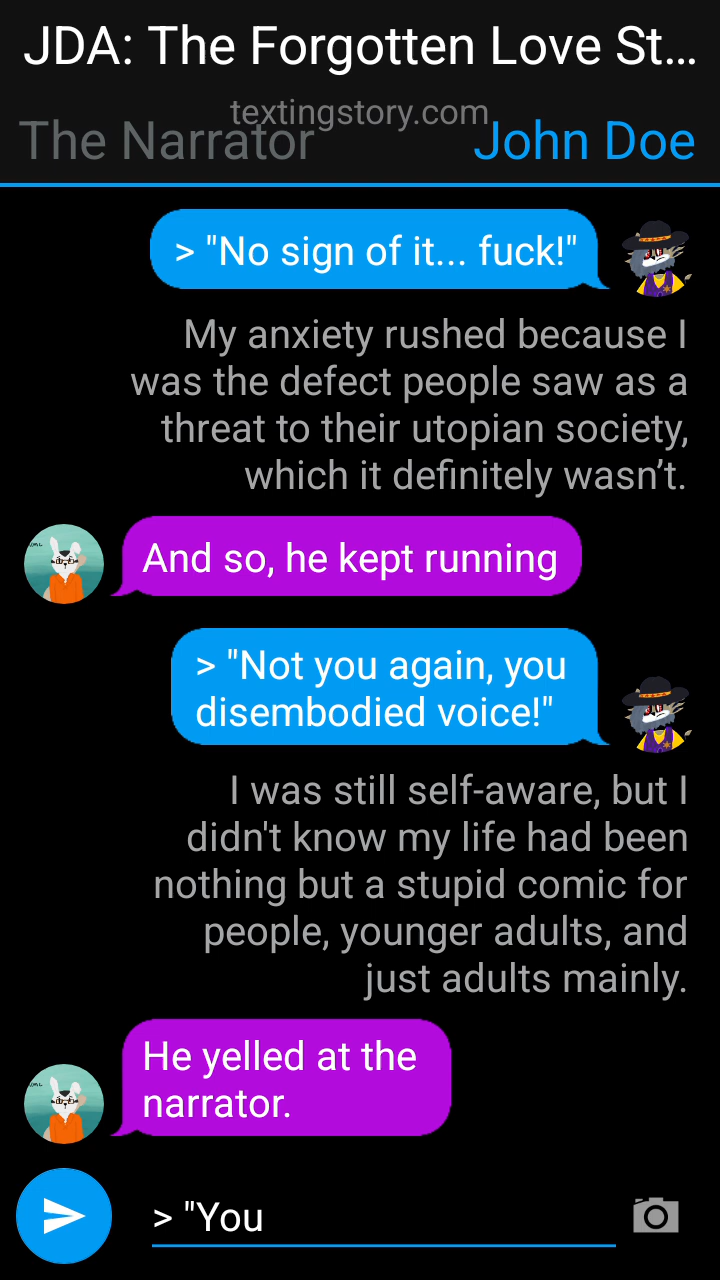 JDA: The Forgotten Love St...
textingstory.com
The Narrator
John Doe
> "No sign of it... fuck!"
My anxiety rushed because I
was the defect people saw as a
threat to their utopian society,
which it definitely wasn’t.
And so, he kept running
> "Not you again, you
disembodied voice!"
I was still self-aware, but I
didn't know my life had been
nothing but a stupid comic for
people, younger adults, and
just adults mainly.
He yelled at the
narrator.
> "You